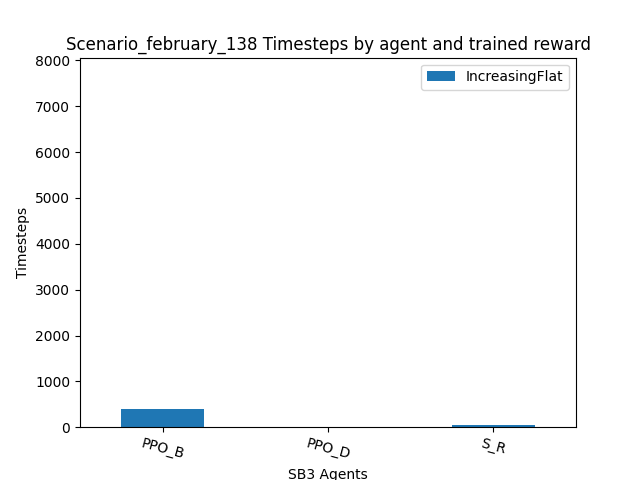 Scenario_february_138 Timesteps by agent and trained reward
8000
7000
6000
5000
4000
3000
2000
1000
0
Timesteps
IncreasingFlat
PPO_B
PPO_D
S_R
SB3 Agents